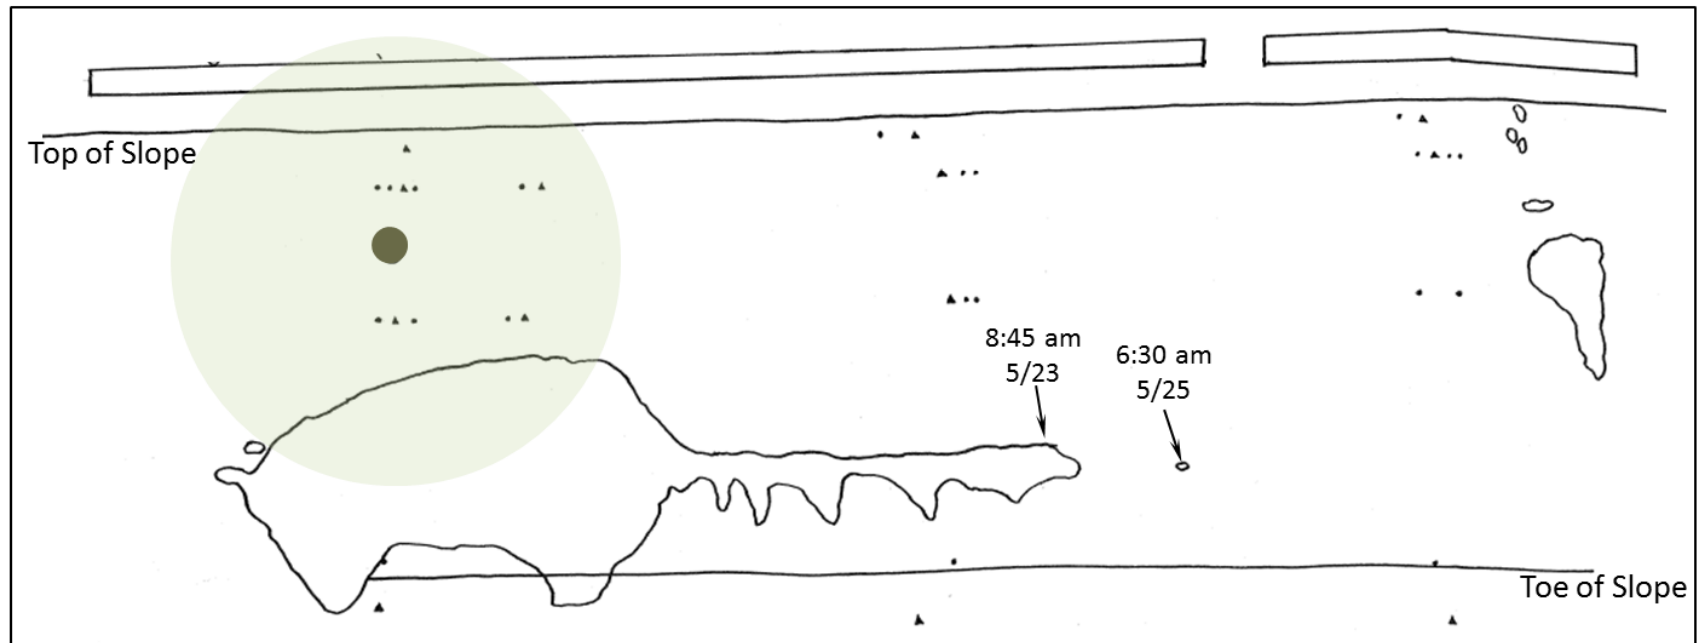 Top of Slope
8:45 am
5/23
6:30 am
5/25
Toe of Slope